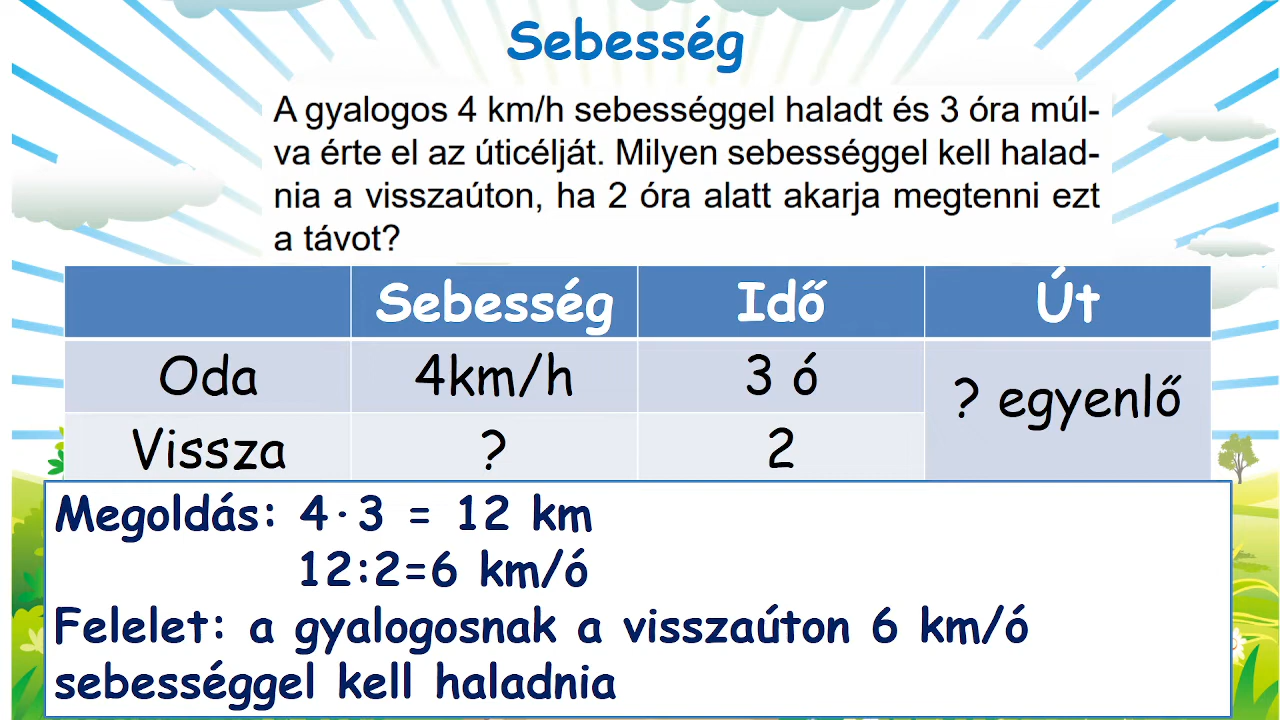 Sebesség
A gyalogos 4 km/h sebességgel haladt és 3 óra múl-
va érte el az úticélját. Milyen sebességgel kell halad-
nia a visszaúton, ha 2 óra alatt akarja megtenni ezt
a távot?
Sebesség Idő Út
Oda 4km/h 3 ó ? egyenlő
Vissza ? 2
Megoldás: 4·3 = 12 km
12:2=6 km/ó
Felelet: a gyalogosnak a visszaúton 6 km/ó
sebességgel kell haladnia